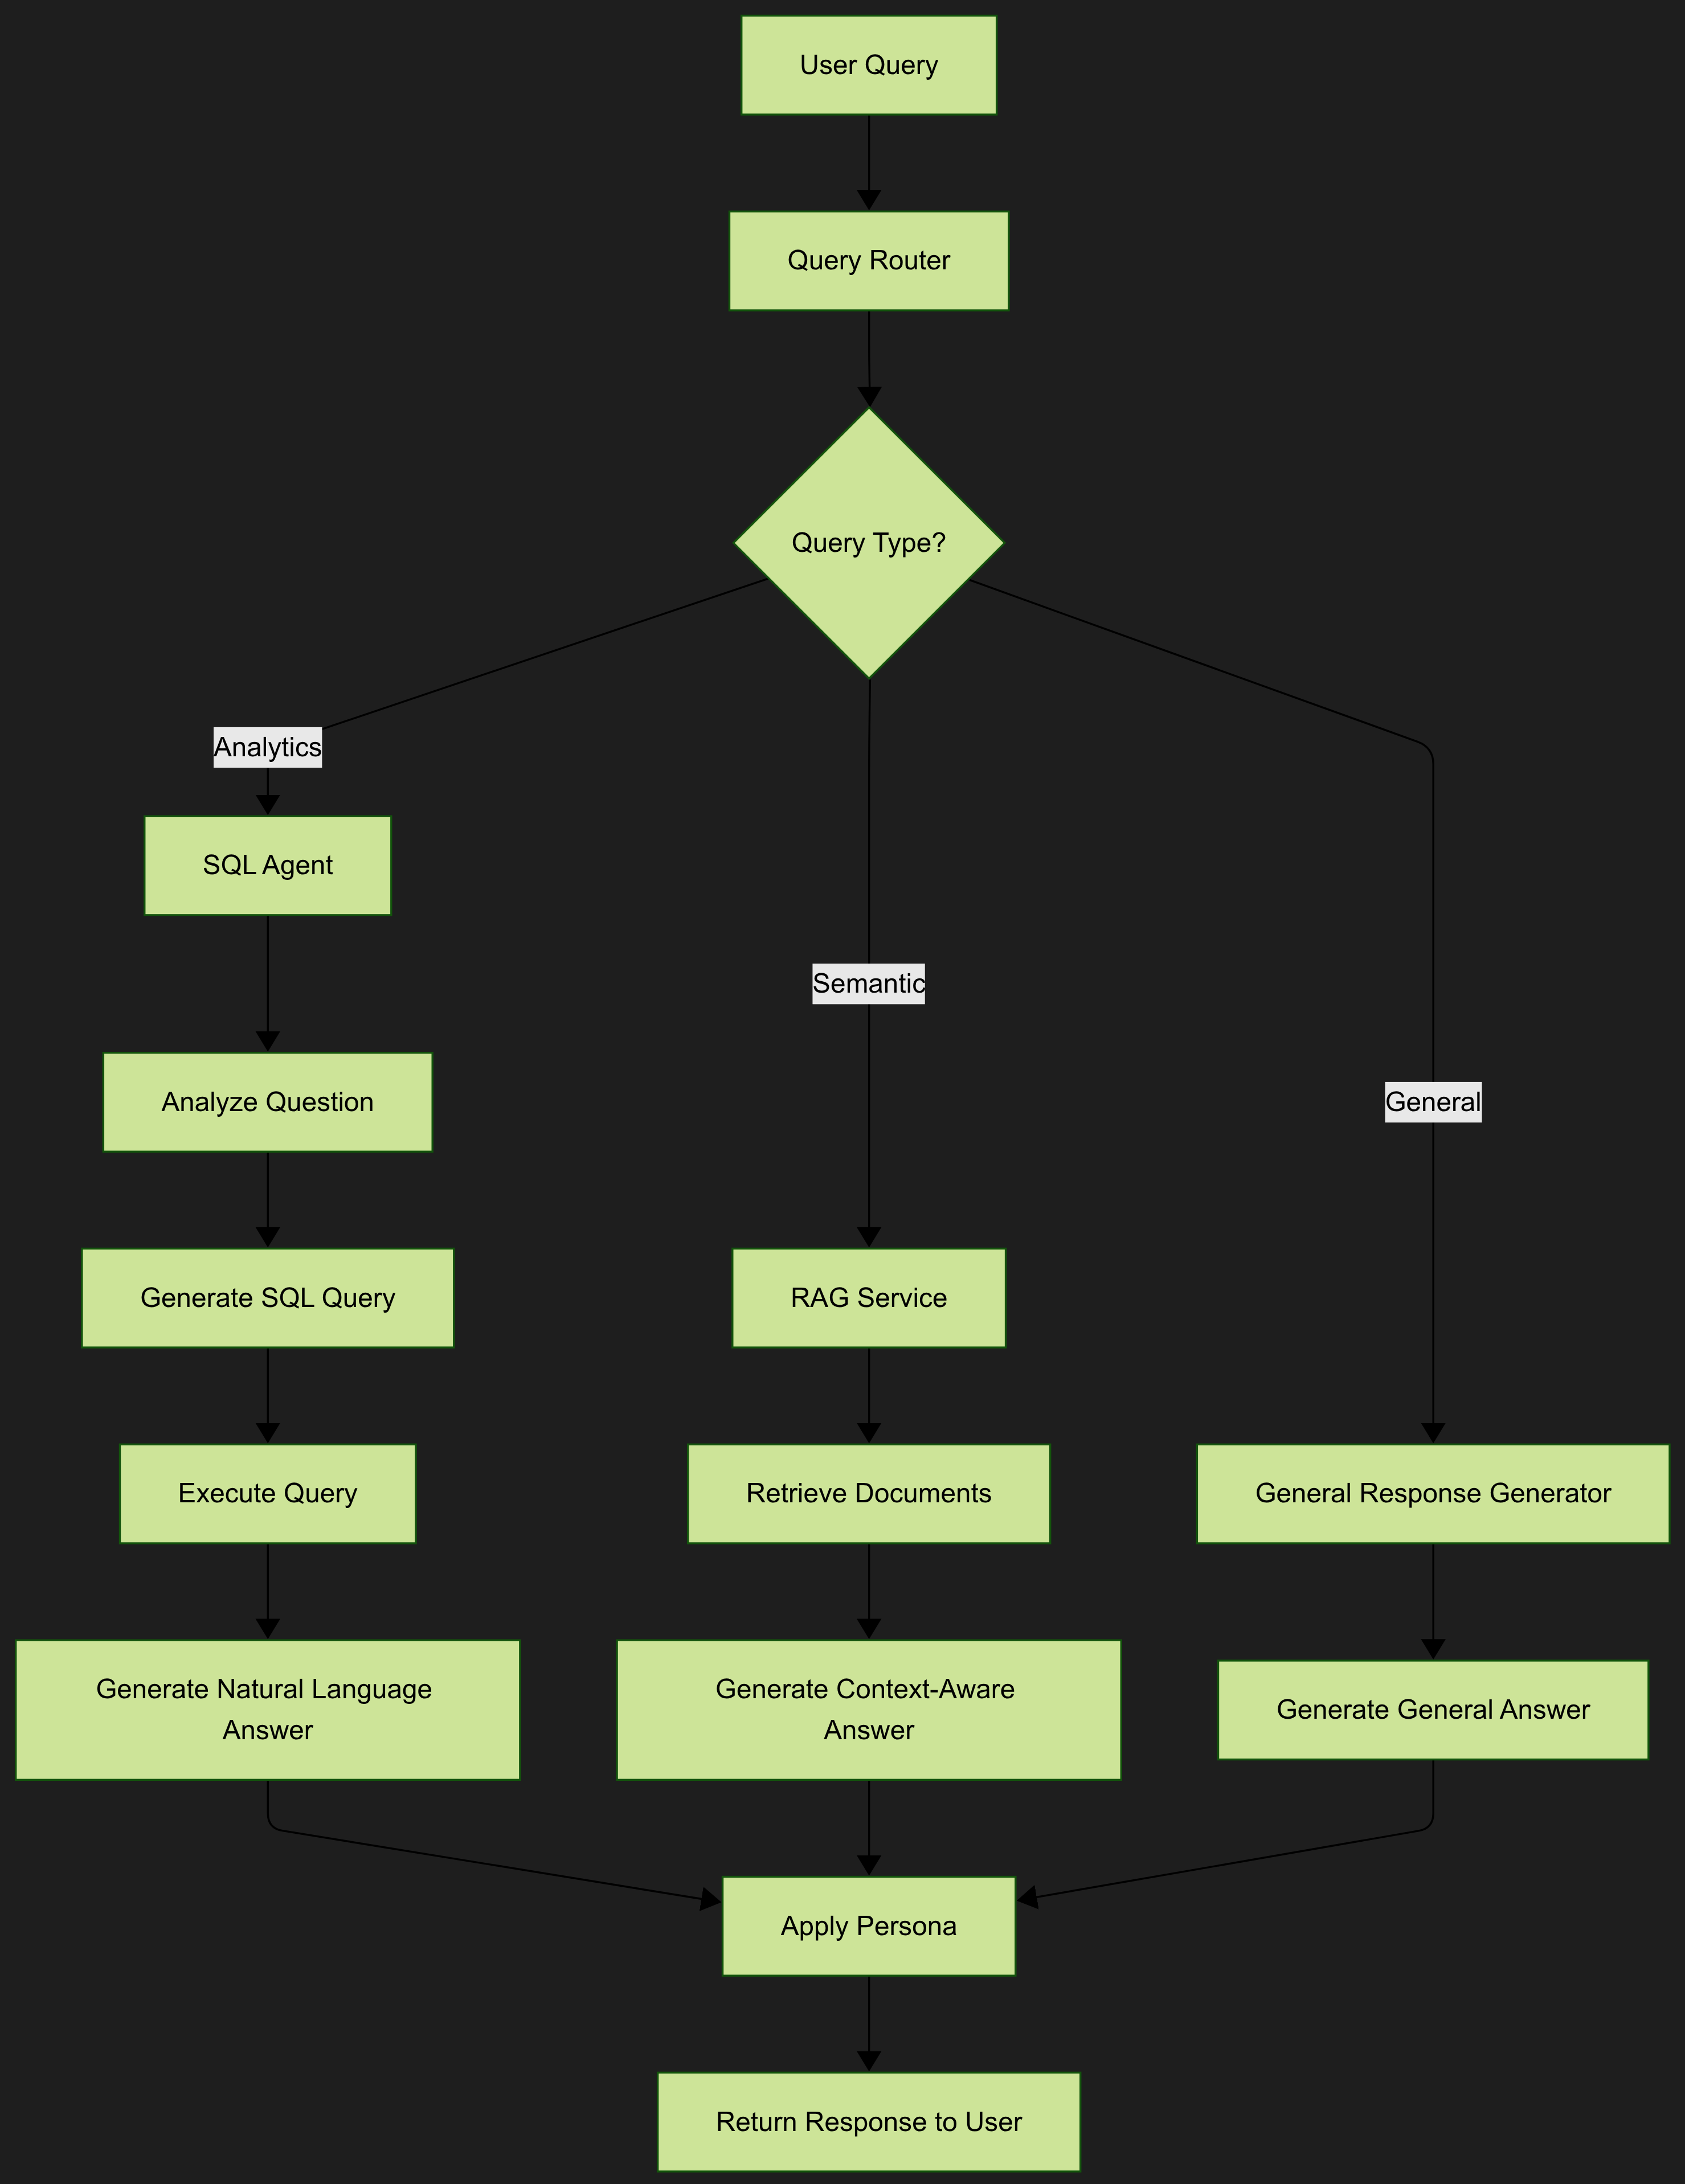 User Query
Query Router
Query Type?
Analytics
SQL Agent
Semantic
Analyze Question
General
Generate SQL Query
RAG Service
Execute Query
Retrieve Documents
General Response Generator
Generate Natural Language
Answer
Generate Context-Aware
Answer
Generate General Answer
Apply Persona
Return Response to User